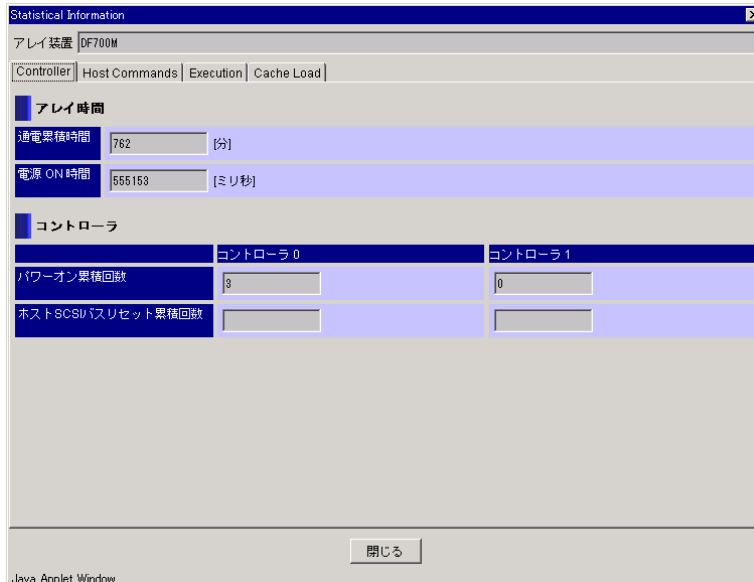 Statistical Information
アレイ装置 DF700M
Controller Host Commands Execution Cache Load
アレイ時間
通電累積時間 762 [分]
電源 ON 時間 555153 [ミリ秒]
コントローラ
コントローラ 0 コントローラ 1
パワーオン累積回数 3 0
ホストSCSIバスリセット累積回数
閉じる
Java Applet Window